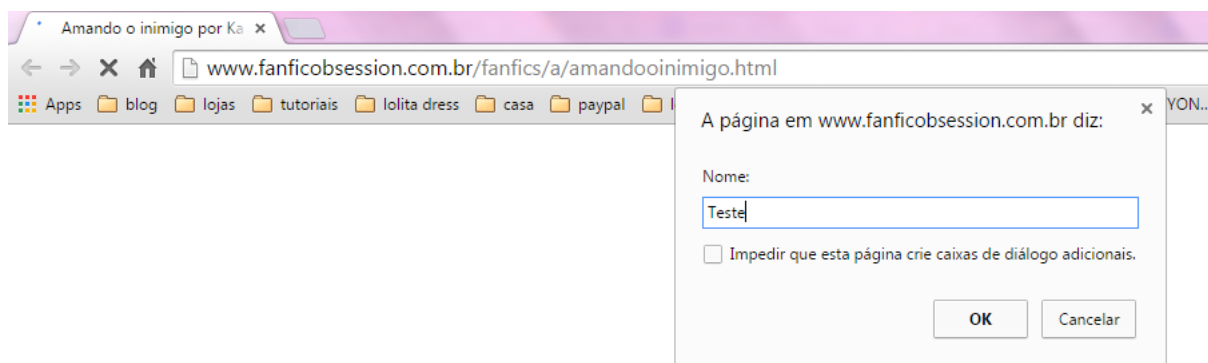 Amando o inimigo por Ka
www.fanficobsession.com.br/fanfics/a/amandooinimigo.html
Apps blog lojas tutoriais lolita dress casa paypal YON..
A página em www.fanficobsession.com.br diz:
Nome:
Teste
Impedir que esta página crie caixas de diálogo adicionais.
OK Cancelar